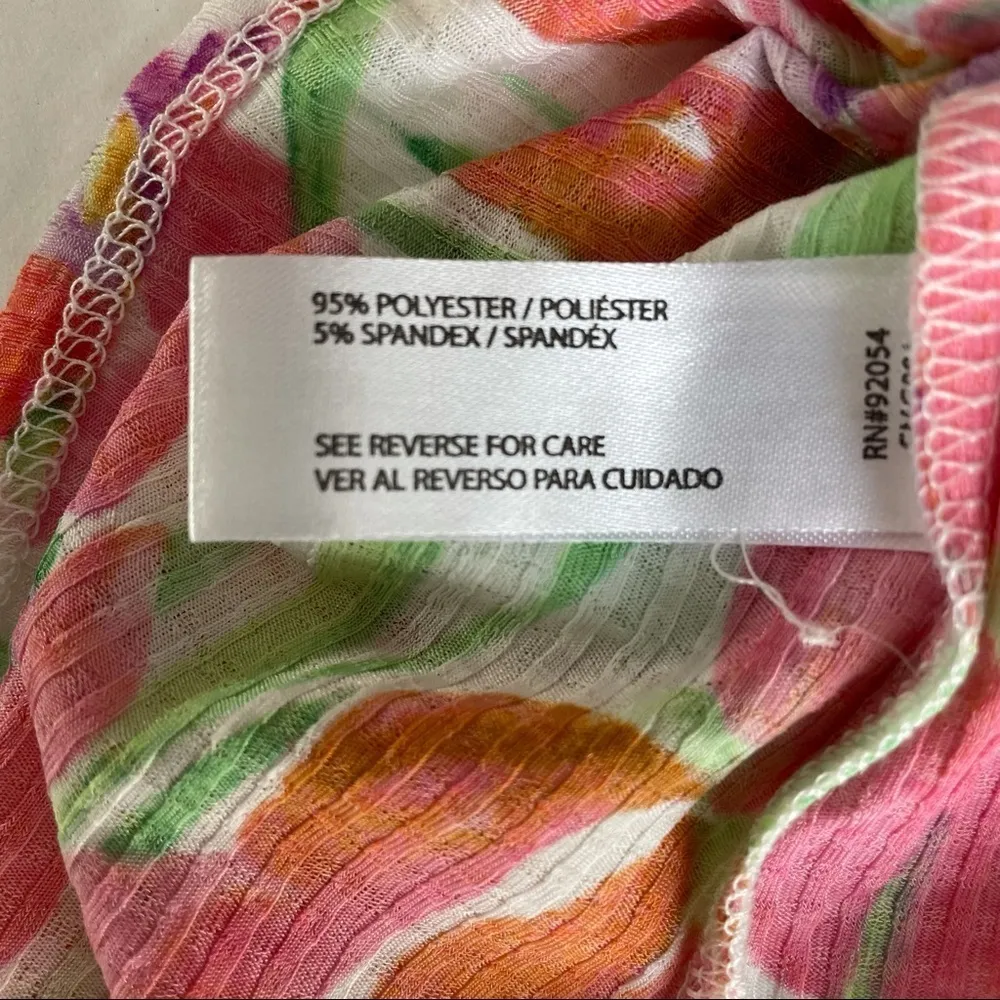 95% POLYESTER / POLIÉSTER
5% SPANDEX / SPANDÉX
SEE REVERSE FOR CARE
VER AL REVERSO PARA CUIDADO
RN#92054